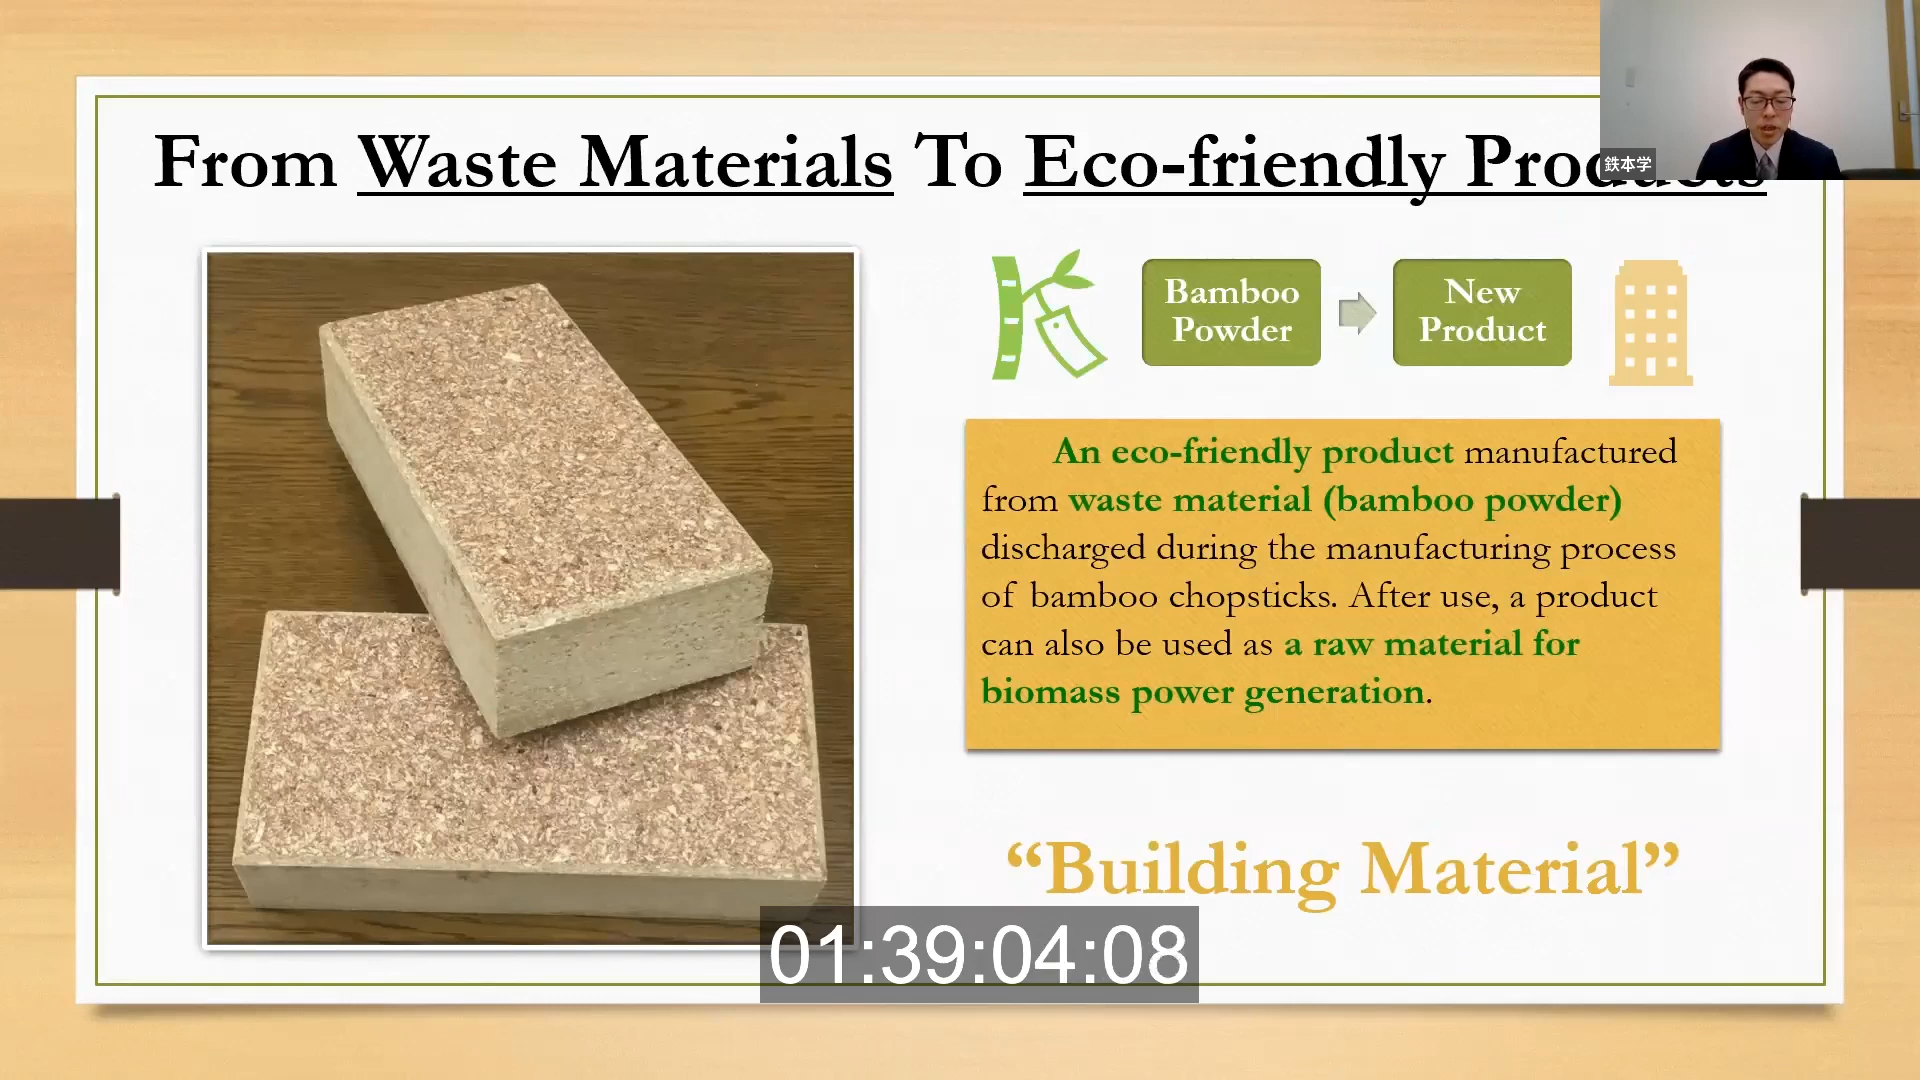 From Waste Materials To Eco-friendly Products
鉄本学
Bamboo
Powder
New
Product
An eco-friendly product manufactured
from waste material (bamboo powder)
discharged during the manufacturing process
of bamboo chopsticks. After use, a product
can also be used as a raw material for
biomass power generation.
“Building Material”
01:39:04:08